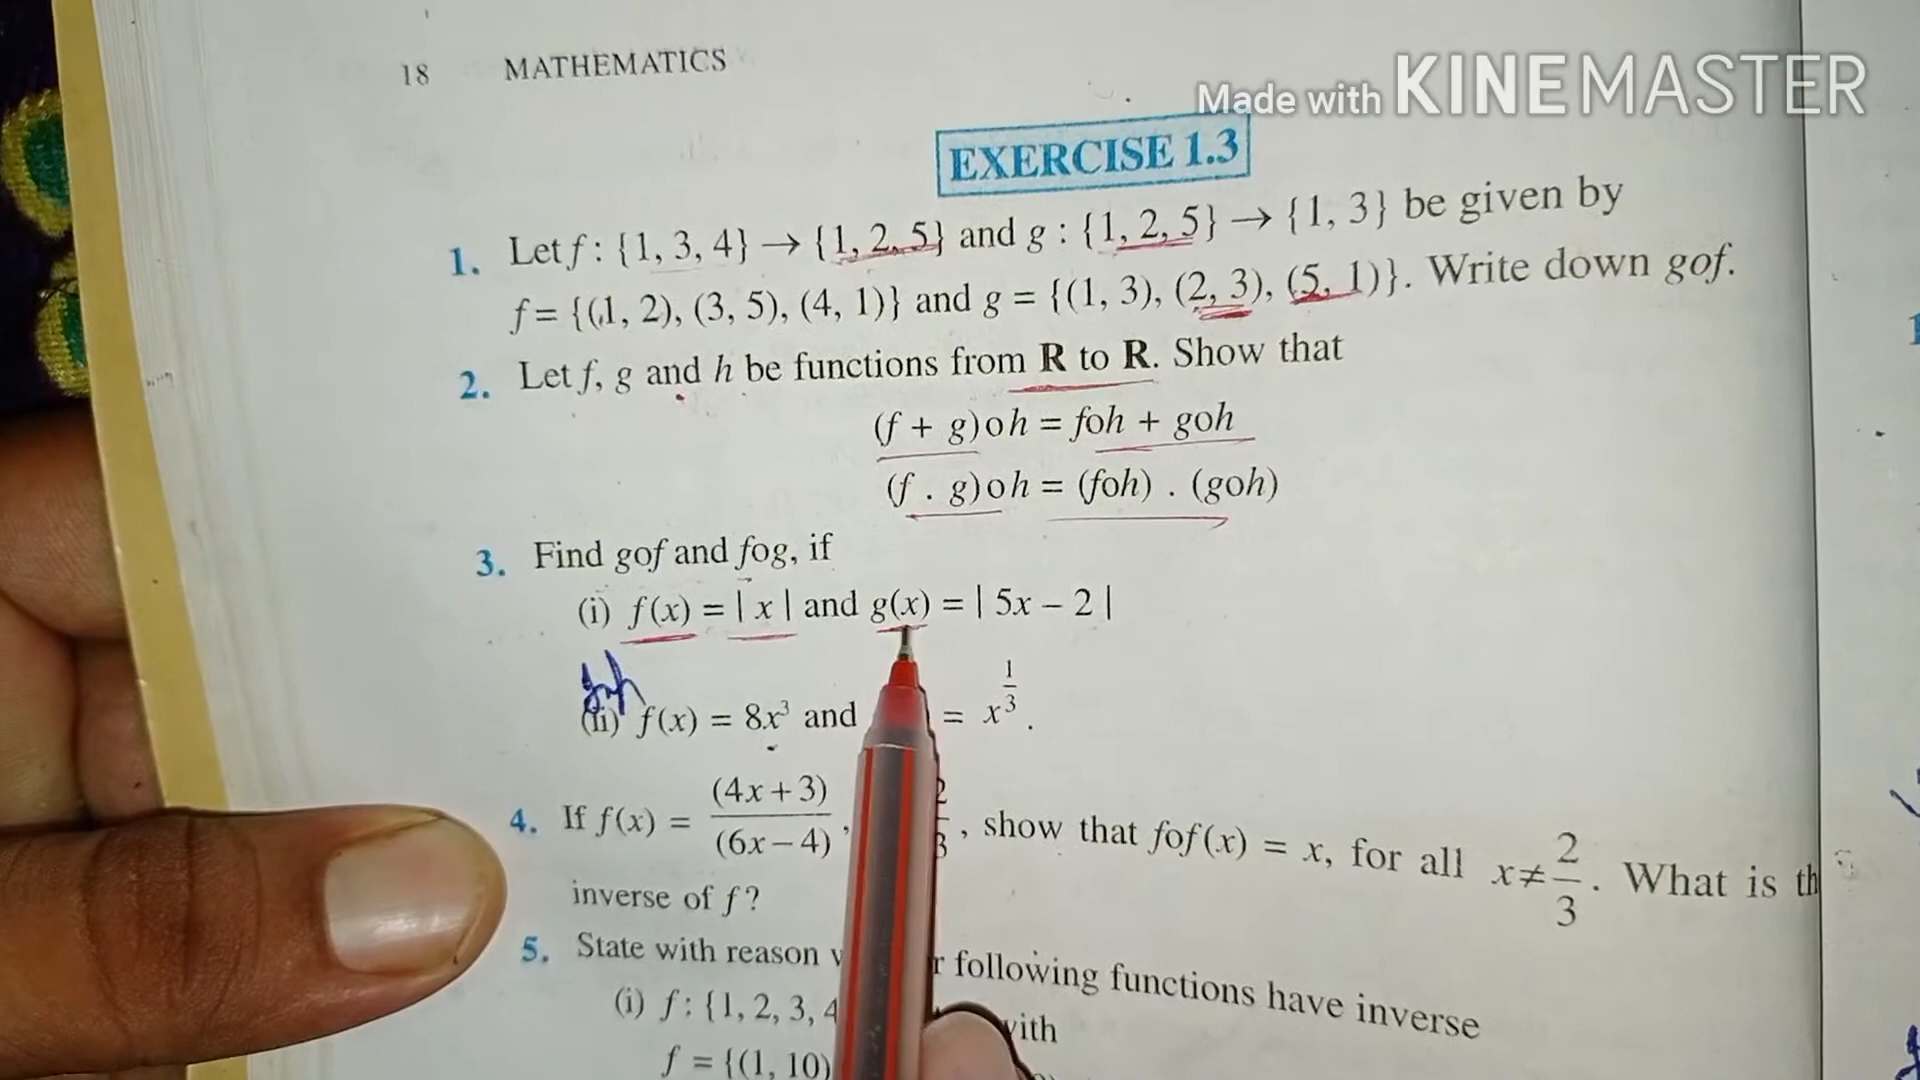 18 MATHEMATICS
Made with KINEMASTER
EXERCISE 1.3
1. Let f : {1, 3, 4} → {1, 2, 5} and g : {1, 2, 5} → {1, 3} be given by
f = {(1, 2), (3, 5), (4, 1)} and g = {(1, 3), (2, 3), (5, 1)}. Write down gof.
2. Let f, g and h be functions from R to R. Show that
(f + g)oh = foh + goh
(f . g)oh = (foh) . (goh)
3. Find gof and fog, if
(i) f(x) = | x | and g(x) = | 5x – 2 |
(ii) f(x) = 8x³ and = x^(1/3).
4. If f(x) = (4x+3)/(6x–4), show that fof(x) = x, for all x ≠ 2/3. What is
inverse of f ?
5. State with reason following functions have inverse
(i) f : {1, 2, 3, 4 with
f = {(1, 10)